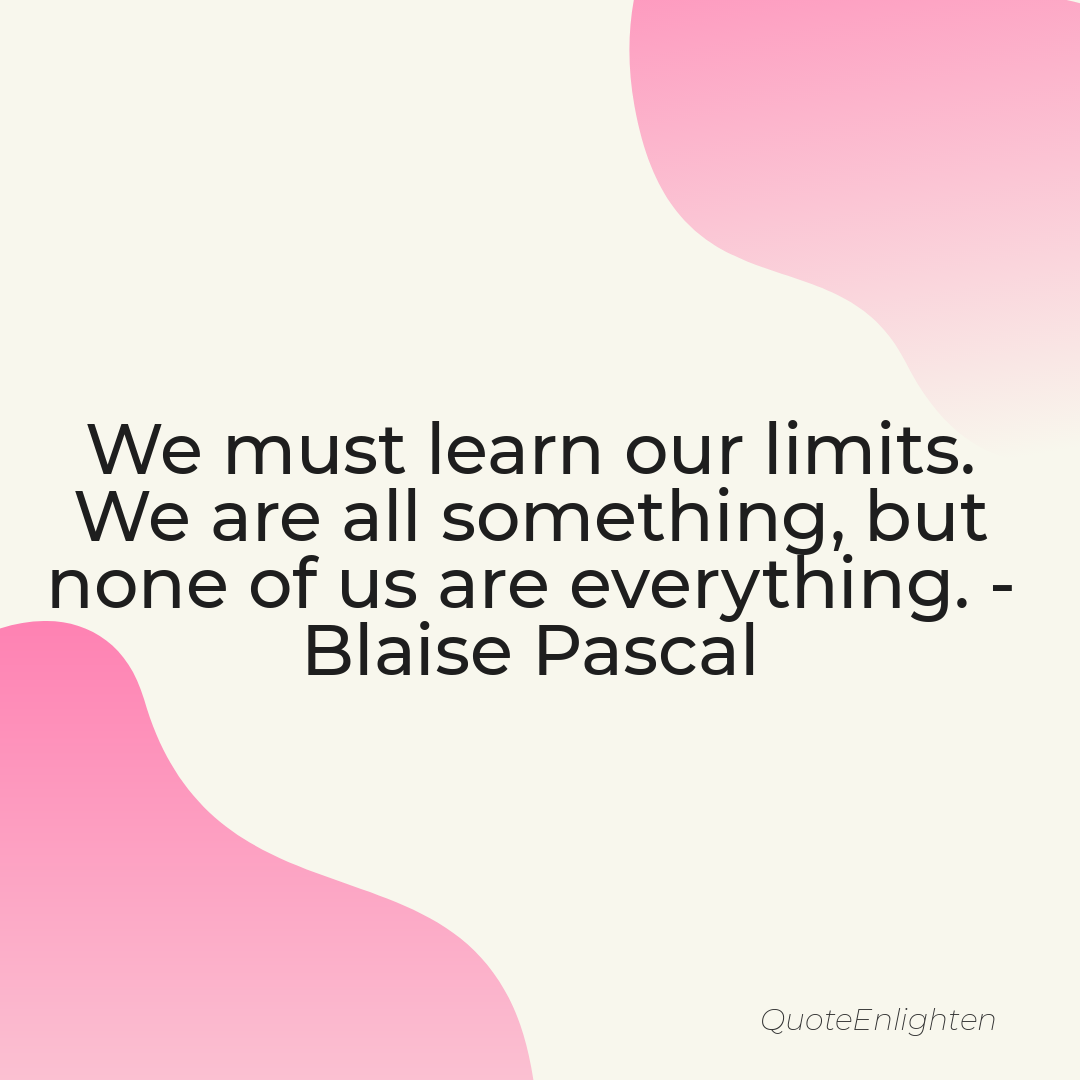 We must learn our limits.
We are all something, but
none of us are everything. -
Blaise Pascal
QuoteEnlighten